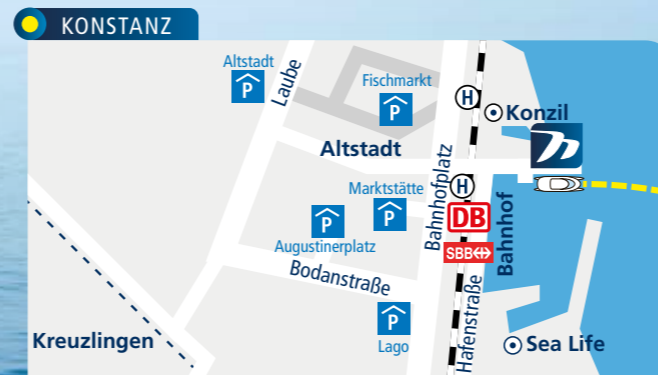 KONSTANZ
Altstadt
P
Laube
Fischmarkt
P
H
Konzil
Altstadt
Bahnhofplatz
Marktstätte
P
H
DB
SBB
Bahnhof
P
Augustinerplatz
Bodanstraße
Hafenstraße
P
Lago
Kreuzlingen
Sea Life